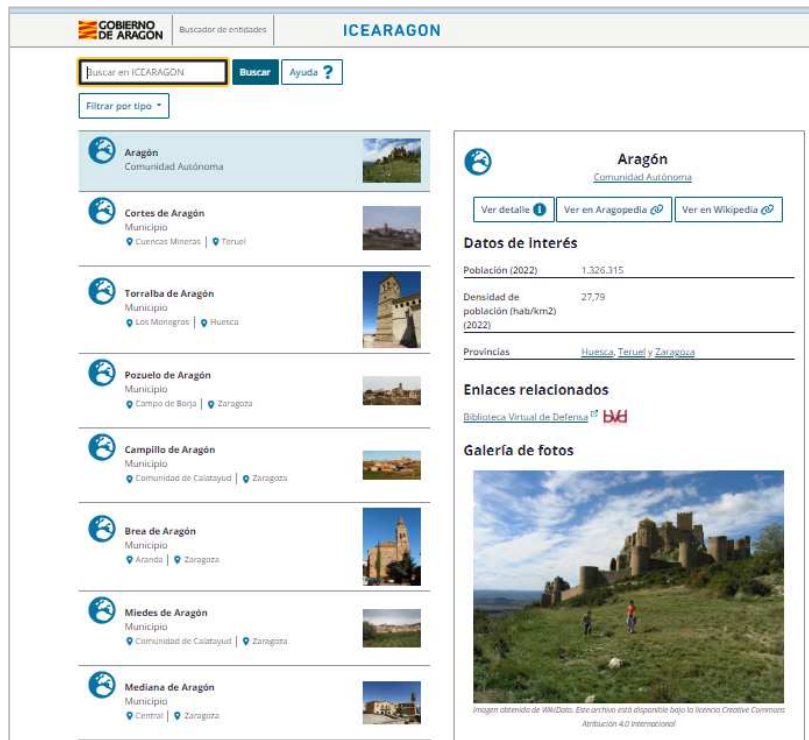 GOBIERNO
DE ARAGON
Buscador de entidades
ICEARAGON
Buscar en ICEARAGON
Buscar
Ayuda ?
Filtrar por tipo
Aragón
Comunidad Autónoma
Cortes de Aragón
Municipio
Cuencas Mineras | Teruel
Torralba de Aragón
Municipio
Los Monegros | Huesca
Pozuelo de Aragón
Municipio
Campo de Borja | Zaragoza
Campillo de Aragón
Municipio
Comunidad de Calatayud | Zaragoza
Brea de Aragón
Municipio
Aranda | Zaragoza
Miedes de Aragón
Municipio
Comunidad de Calatayud | Zaragoza
Mediana de Aragón
Municipio
Central | Zaragoza
Aragón
Comunidad Autónoma
Ver detalle
Ver en Aragopedia
Ver en Wikipedia
Datos de interés
Población (2022) 1.326.315
Densidad de 27,79
población (hab/km2)
(2022)
Provincias Huesca, Teruel y Zaragoza
Enlaces relacionados
Biblioteca Virtual de Defensa bvd
Galería de fotos
Imagen obtenida de WikiData. Este archivo está disponible bajo la licencia Creative Commons
Atribución 4.0 Internacional